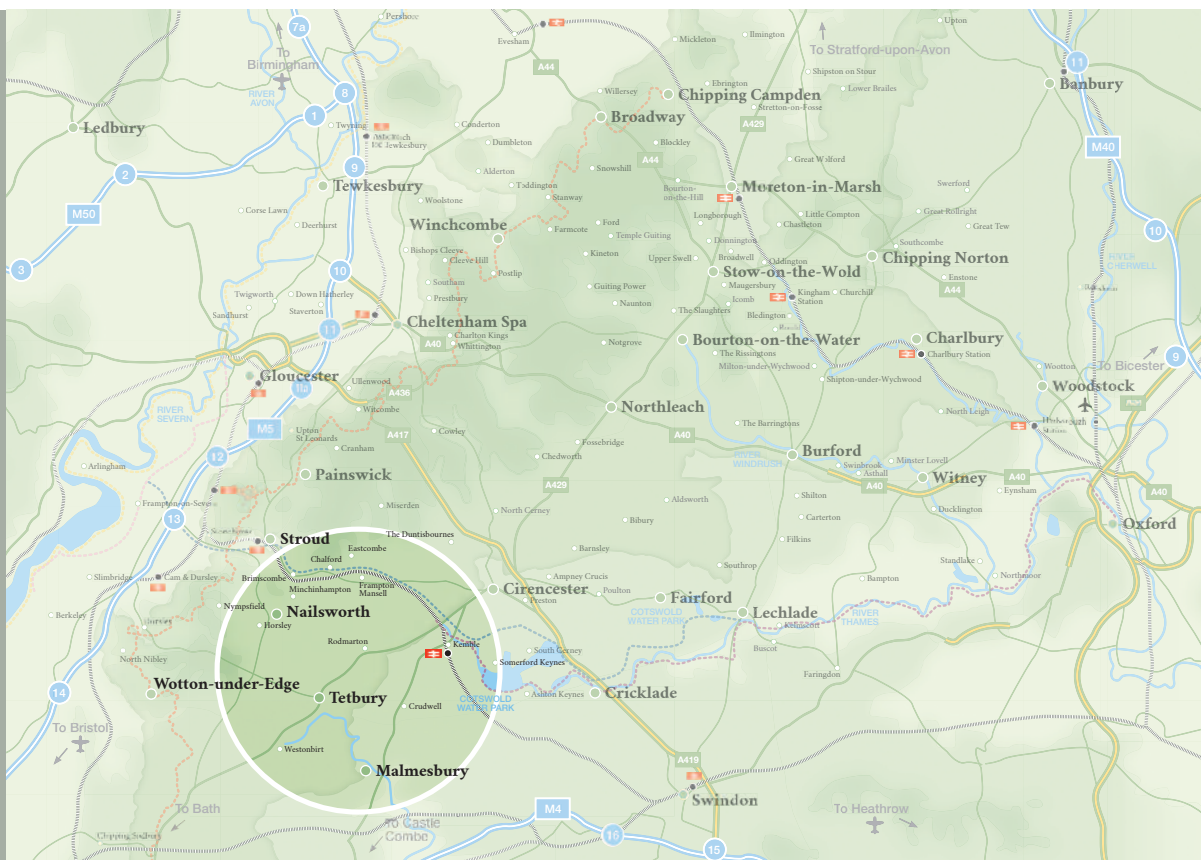 Pershore
Upton
7a
Evesham
Mickleton
Ilmington
To Stratford-upon-Avon
To
Birmingham
A44
11
Shipston on Stour
Banbury
8
RIVER
AVON
Willersey
Ebrington
Chipping Campden
Lower Brailes
Stretton-on-Fosse
1
Broadway
Ledbury
Twyning
Conderton
A429
Dumbleton
Blockley
M40
9
A44
Great Wolford
2
Alderton
Snowshill
Tewkesbury
Toddington
Bourton-
on-the-Hill
Moreton-in-Marsh
Swerford
Woolstone
Stanway
M50
Corse Lawn
Longborough
Little Compton
Great Rollright
Deerhurst
Winchcombe
Farmcote
Ford
Chastleton
Great Tew
10
Temple Guiting
Donnington
Southcombe
Bishops Cleeve
Kineton
Broadwell
Chipping Norton
Cleeve Hill
Upper Swell
Oddington
RIVER
CHERWELL
3
10
Postlip
Stow-on-the-Wold
Enstone
Southam
Guiting Power
Maugersbury
A44
Twigworth
Down Hatherley
Prestbury
Naunton
Icomb
Kingham
Station
Churchill
Sandhurst
Staverton
The Slaughters
Bledington
11
Cheltenham Spa
Charlton Kings
A40
Whittington
Notgrove
Bourton-on-the-Water
Charlbury
The Rissingtons
Charlbury Station
9
Milton-under-Wychwood
Wootton
To Bicester
Gloucester
Ullenwood
Shipton-under-Wychwood
Woodstock
11a
A436
RIVER
SEVERN
Witcombe
Northleach
North Leigh
M5
Upton
St Leonards
A417
Cowley
The Barringtons
Fossebridge
A40
Cranham
12
Chedworth
RIVER
WINDRUSH
Burford
Arlingham
Painswick
Swinbrook
Minster Lovell
Asthall
A40
Witney
A40
A429
Eynsham
A40
Frampton-on-Severn
Miserden
North Cerney
Aldsworth
Shilton
Ducklington
13
Bibury
Carterton
Oxford
Stroud
The Duntisbournes
Filkins
Eastcombe
Barnsley
Chalford
Southrop
Standlake
Slimbridge
Cam & Dursley
Brimscombe
Frampton
Mansell
Ampney Crucis
Bampton
Northmoor
Minchinhampton
Cirencester
Poulton
Fairford
Preston
Nympsfield
Nailsworth
COTSWOLD
WATER PARK
Lechlade
RIVER
THAMES
Berkeley
Horsley
Kelmscott
Rodmarton
Kemble
South Cerney
Buscot
North Nibley
Somerford Keynes
Faringdon
Wotton-under-Edge
14
Tetbury
COTSWOLD
WATER PARK
Ashton Keynes
Cricklade
Crudwell
To Bristol
Westonbirt
A419
Malmesbury
Swindon
To Bath
M4
To Heathrow
To Castle
Combe
Chipping Sodbury
16
15